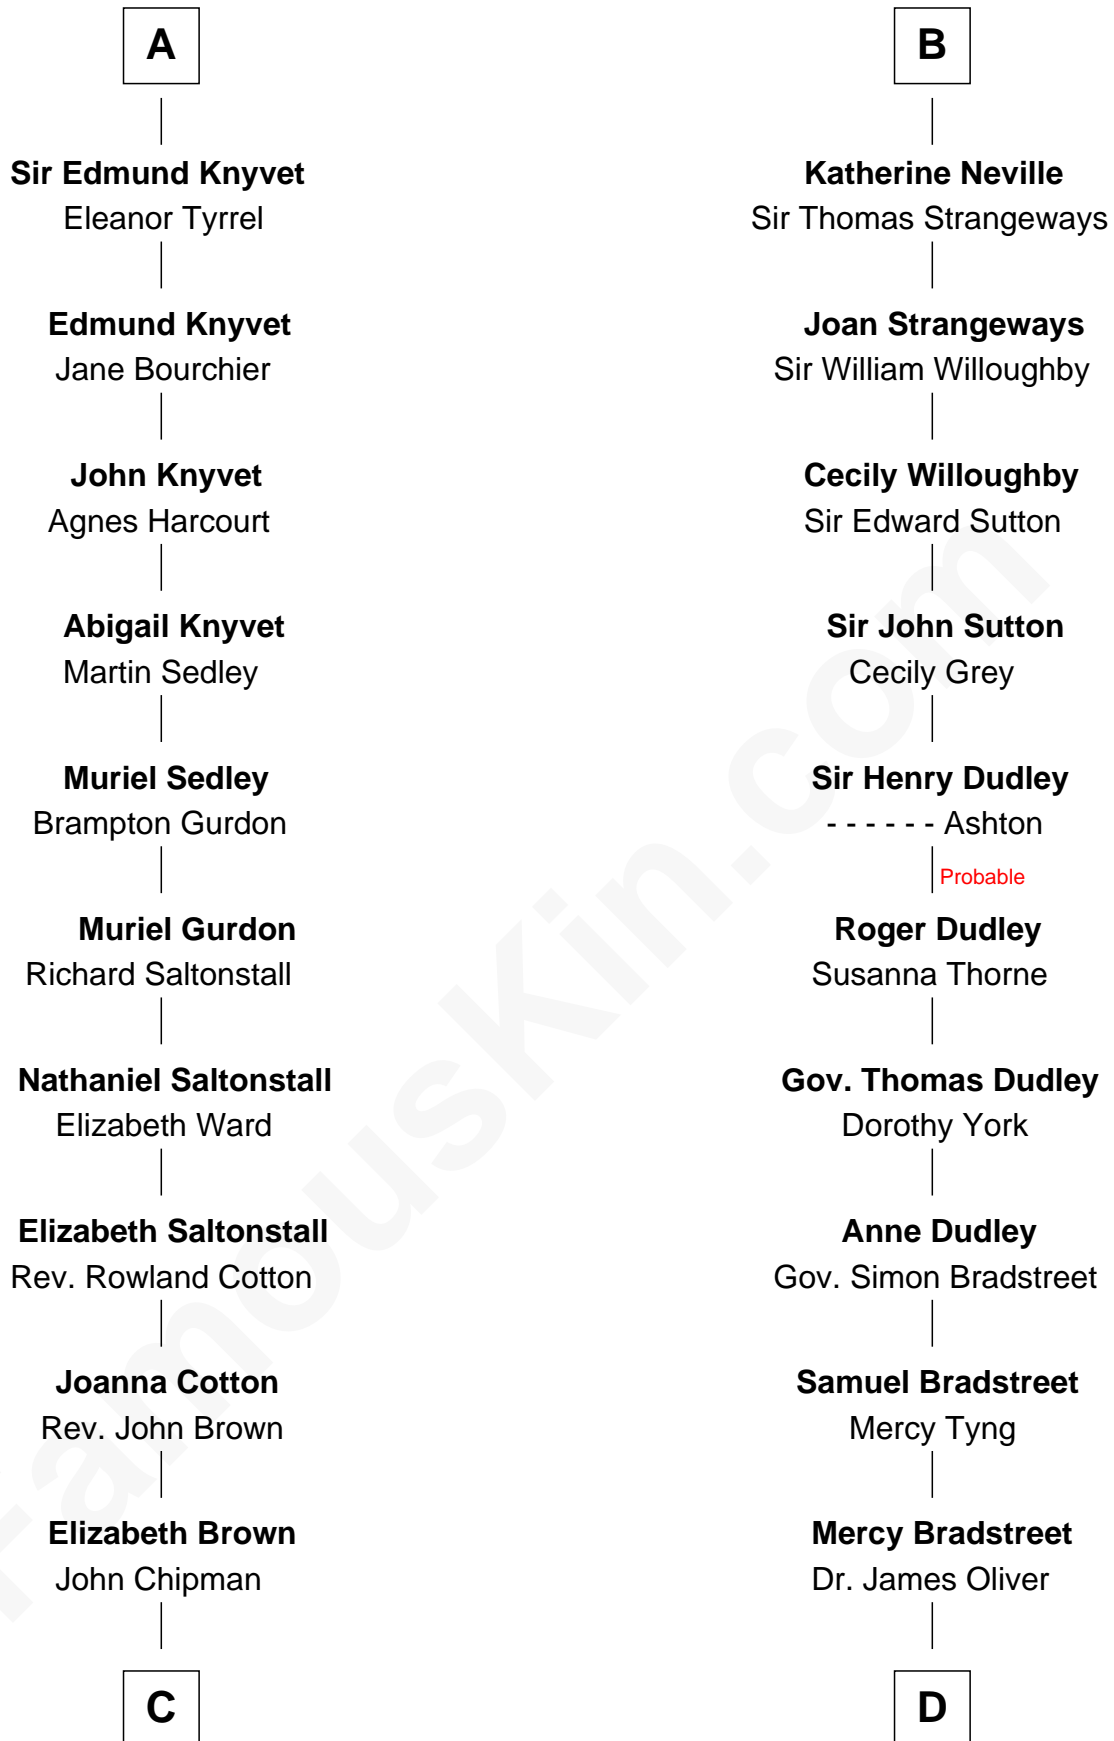 A
Sir Edmund Knyvet
Eleanor Tyrrel
Edmund Knyvet
Jane Bourchier
John Knyvet
Agnes Harcourt
Abigail Knyvet
Martin Sedley
Muriel Sedley
Brampton Gurdon
Muriel Gurdon
Richard Saltonstall
Nathaniel Saltonstall
Elizabeth Ward
Elizabeth Saltonstall
Rev. Rowland Cotton
Joanna Cotton
Rev. John Brown
Elizabeth Brown
John Chipman
C
B
Katherine Neville
Sir Thomas Strangeways
Joan Strangeways
Sir William Willoughby
Cecily Willoughby
Sir Edward Sutton
Sir John Sutton
Cecily Grey
Sir Henry Dudley
- - - - - - Ashton
Probable
Roger Dudley
Susanna Thorne
Gov. Thomas Dudley
Dorothy York
Anne Dudley
Gov. Simon Bradstreet
Samuel Bradstreet
Mercy Tyng
Mercy Bradstreet
Dr. James Oliver
D
FamousKin.com